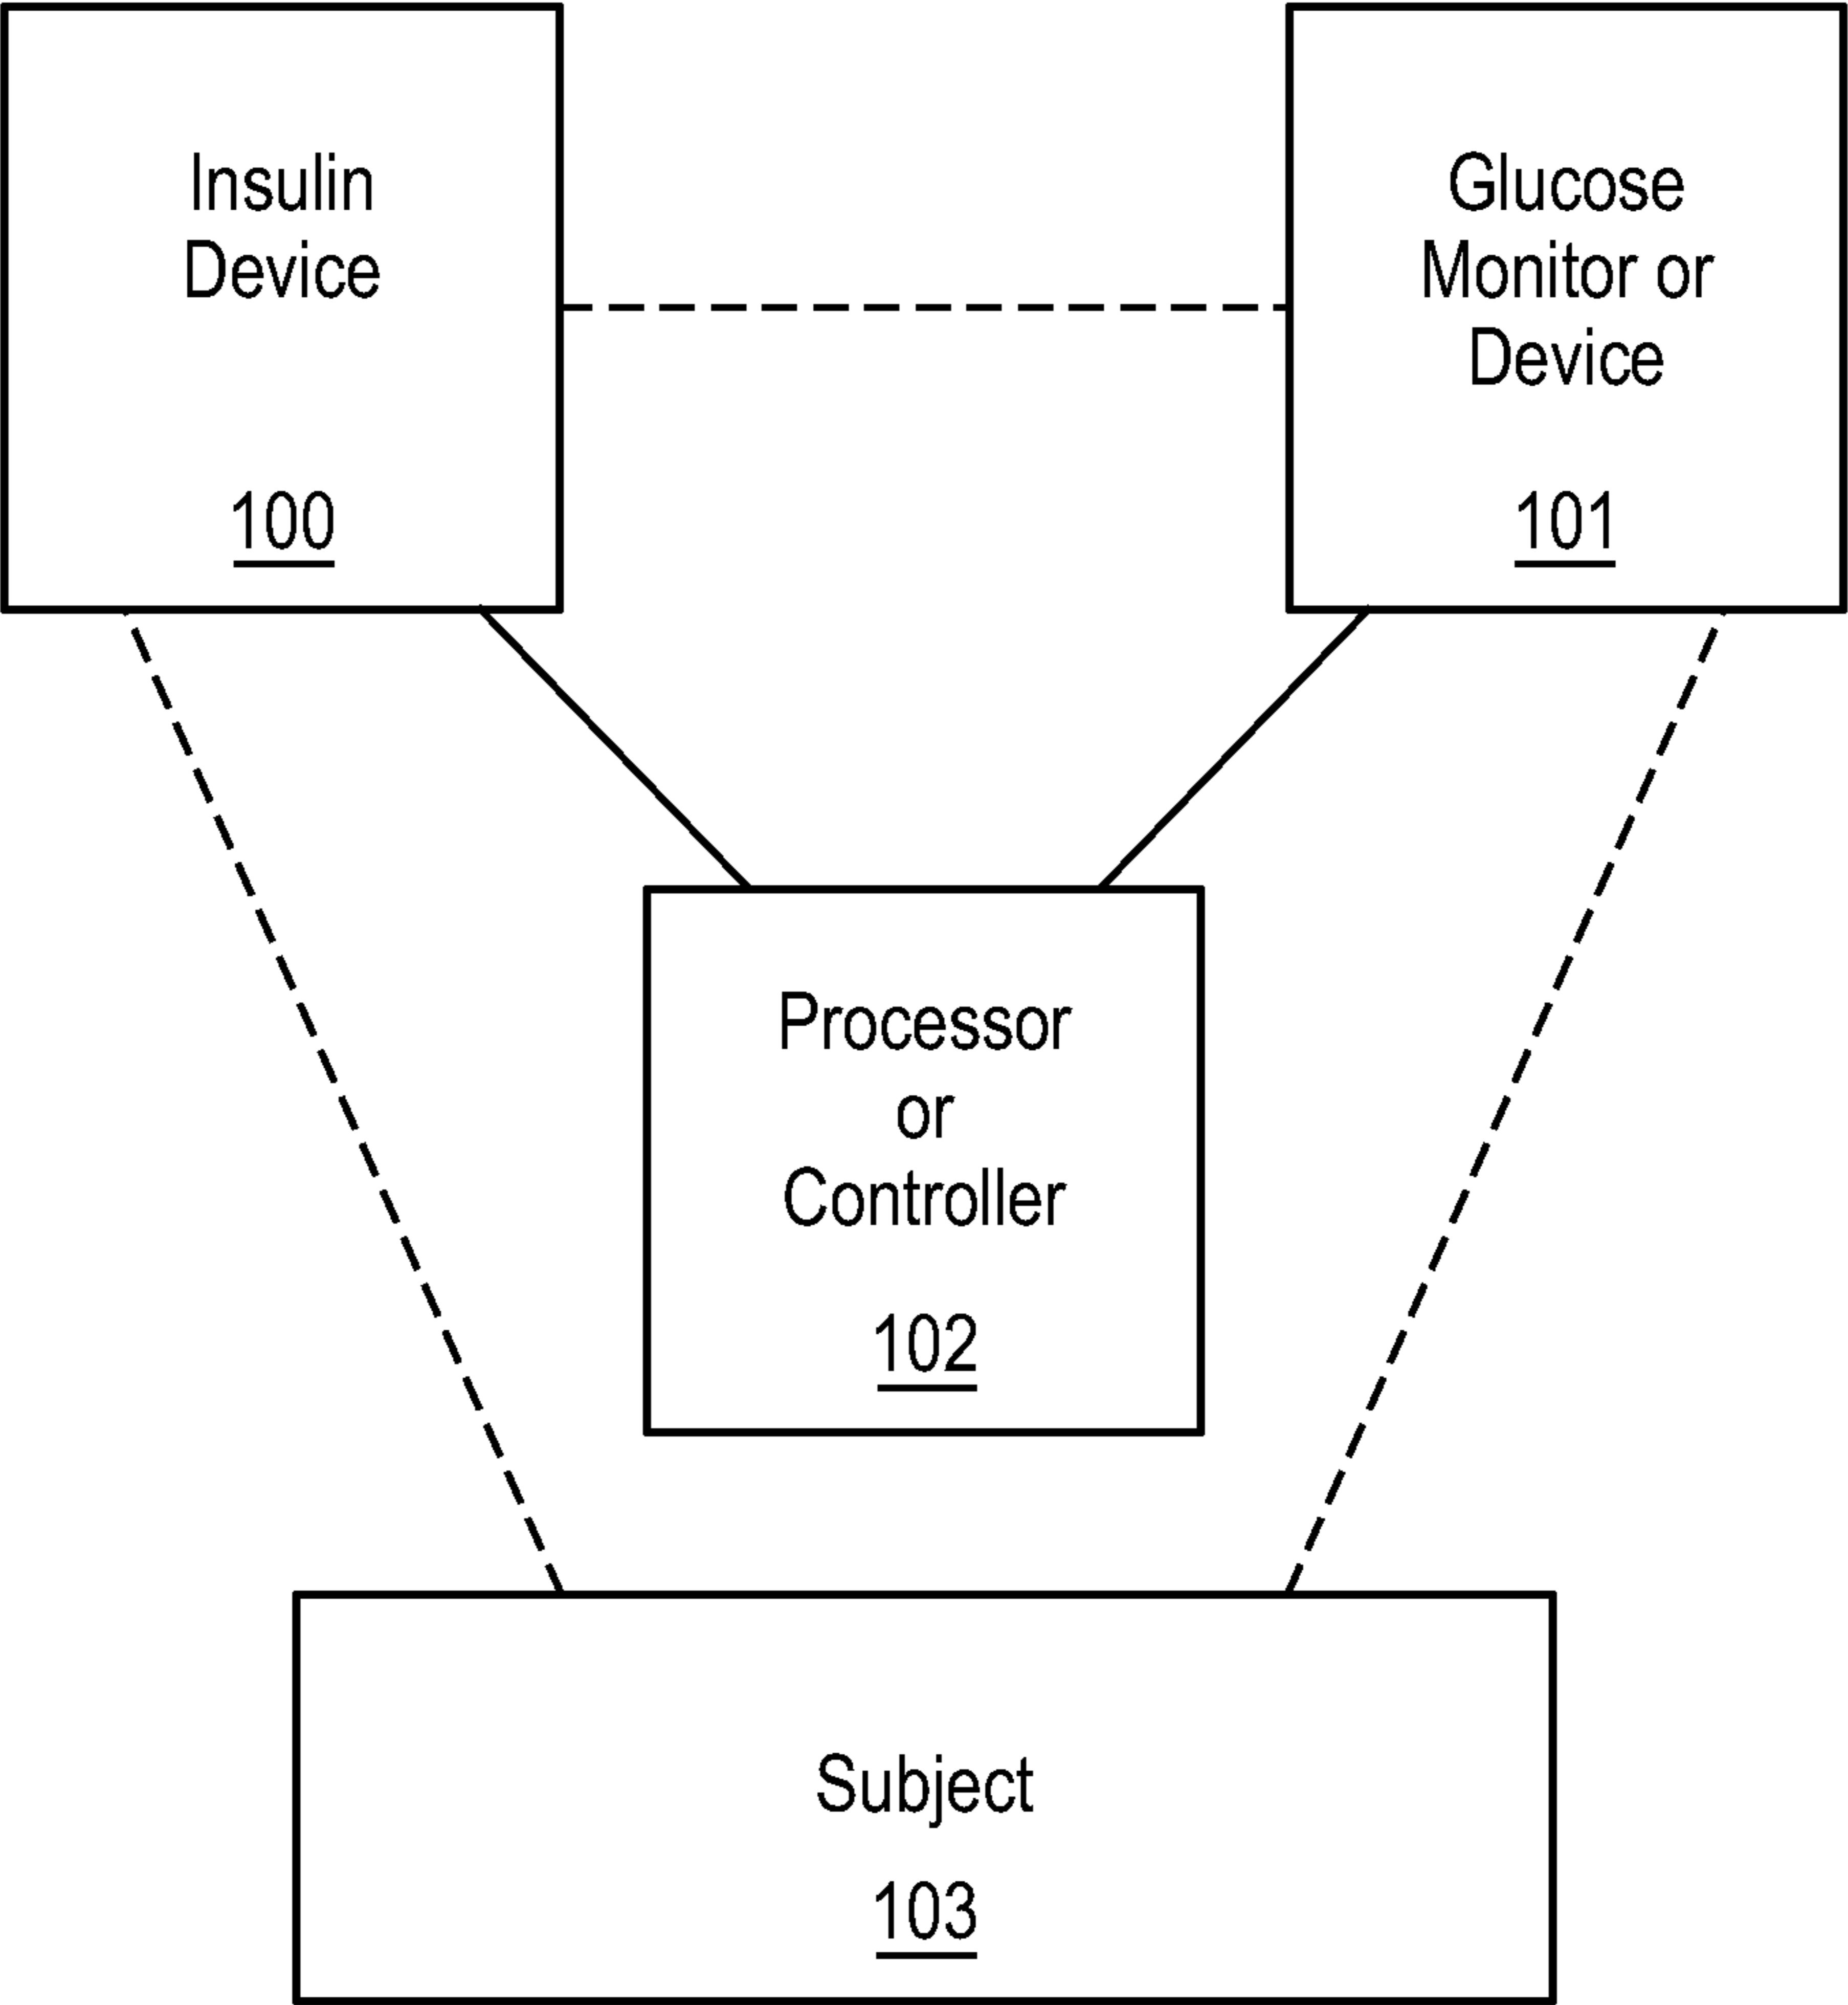 Insulin
Device
100
Glucose
Monitor or
Device
101
Processor
or
Controller
102
Subject
103